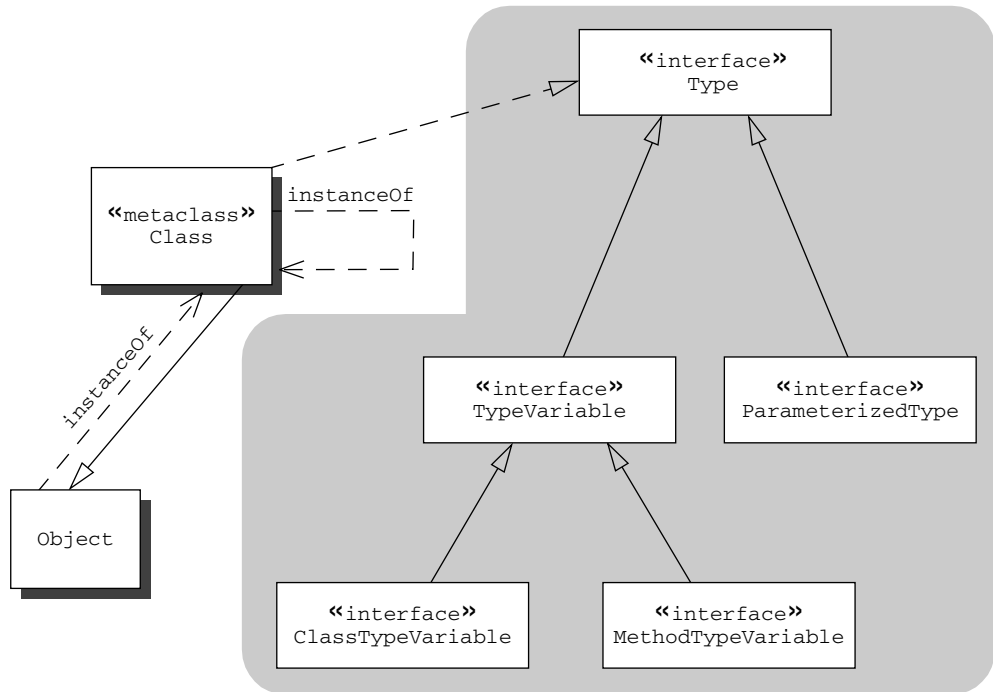 «interface»
Type
«metaclass»
Class
instanceOf
instanceOf
«interface»
TypeVariable
«interface»
ParameterizedType
Object
«interface»
ClassTypeVariable
«interface»
MethodTypeVariable